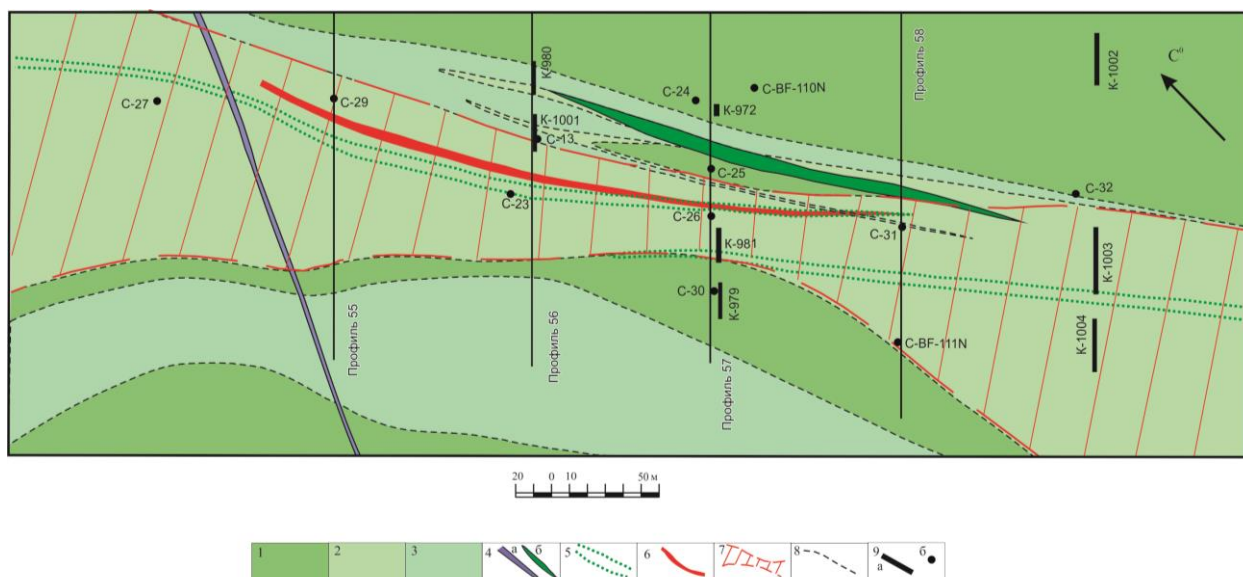 Профиль 58
К-1002
Сᵉ
К-980
С-24
С-BF-110N
С-27
С-29
К-972
К-1001
С-13
С-25
С-32
С-23
С-26
С-31
К-981
К-1003
С-30
К-979
Профиль 55
Профиль 56
Профиль 57
С-BF-111N
К-1004
20 0 10 50 м
1 2 3 4 а б 5 6 7 8 9 а б